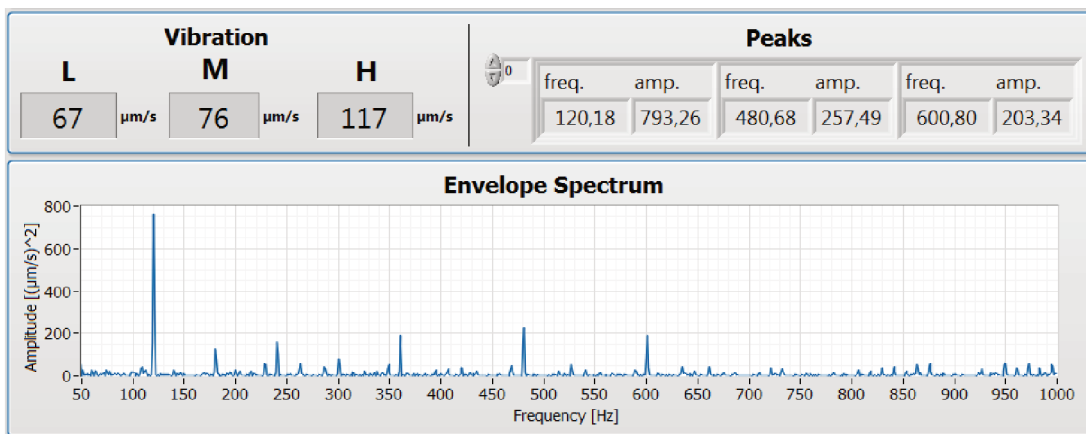 Vibration
L M H
67 µm/s 76 µm/s 117 µm/s
Peaks
0
freq. amp. freq. amp. freq. amp.
120,18 793,26 480,68 257,49 600,80 203,34
Envelope Spectrum
Amplitude [(µm/s)^2]
800
600
400
200
0
50 100 150 200 250 300 350 400 450 500 550 600 650 700 750 800 850 900 950 1000
Frequency [Hz]